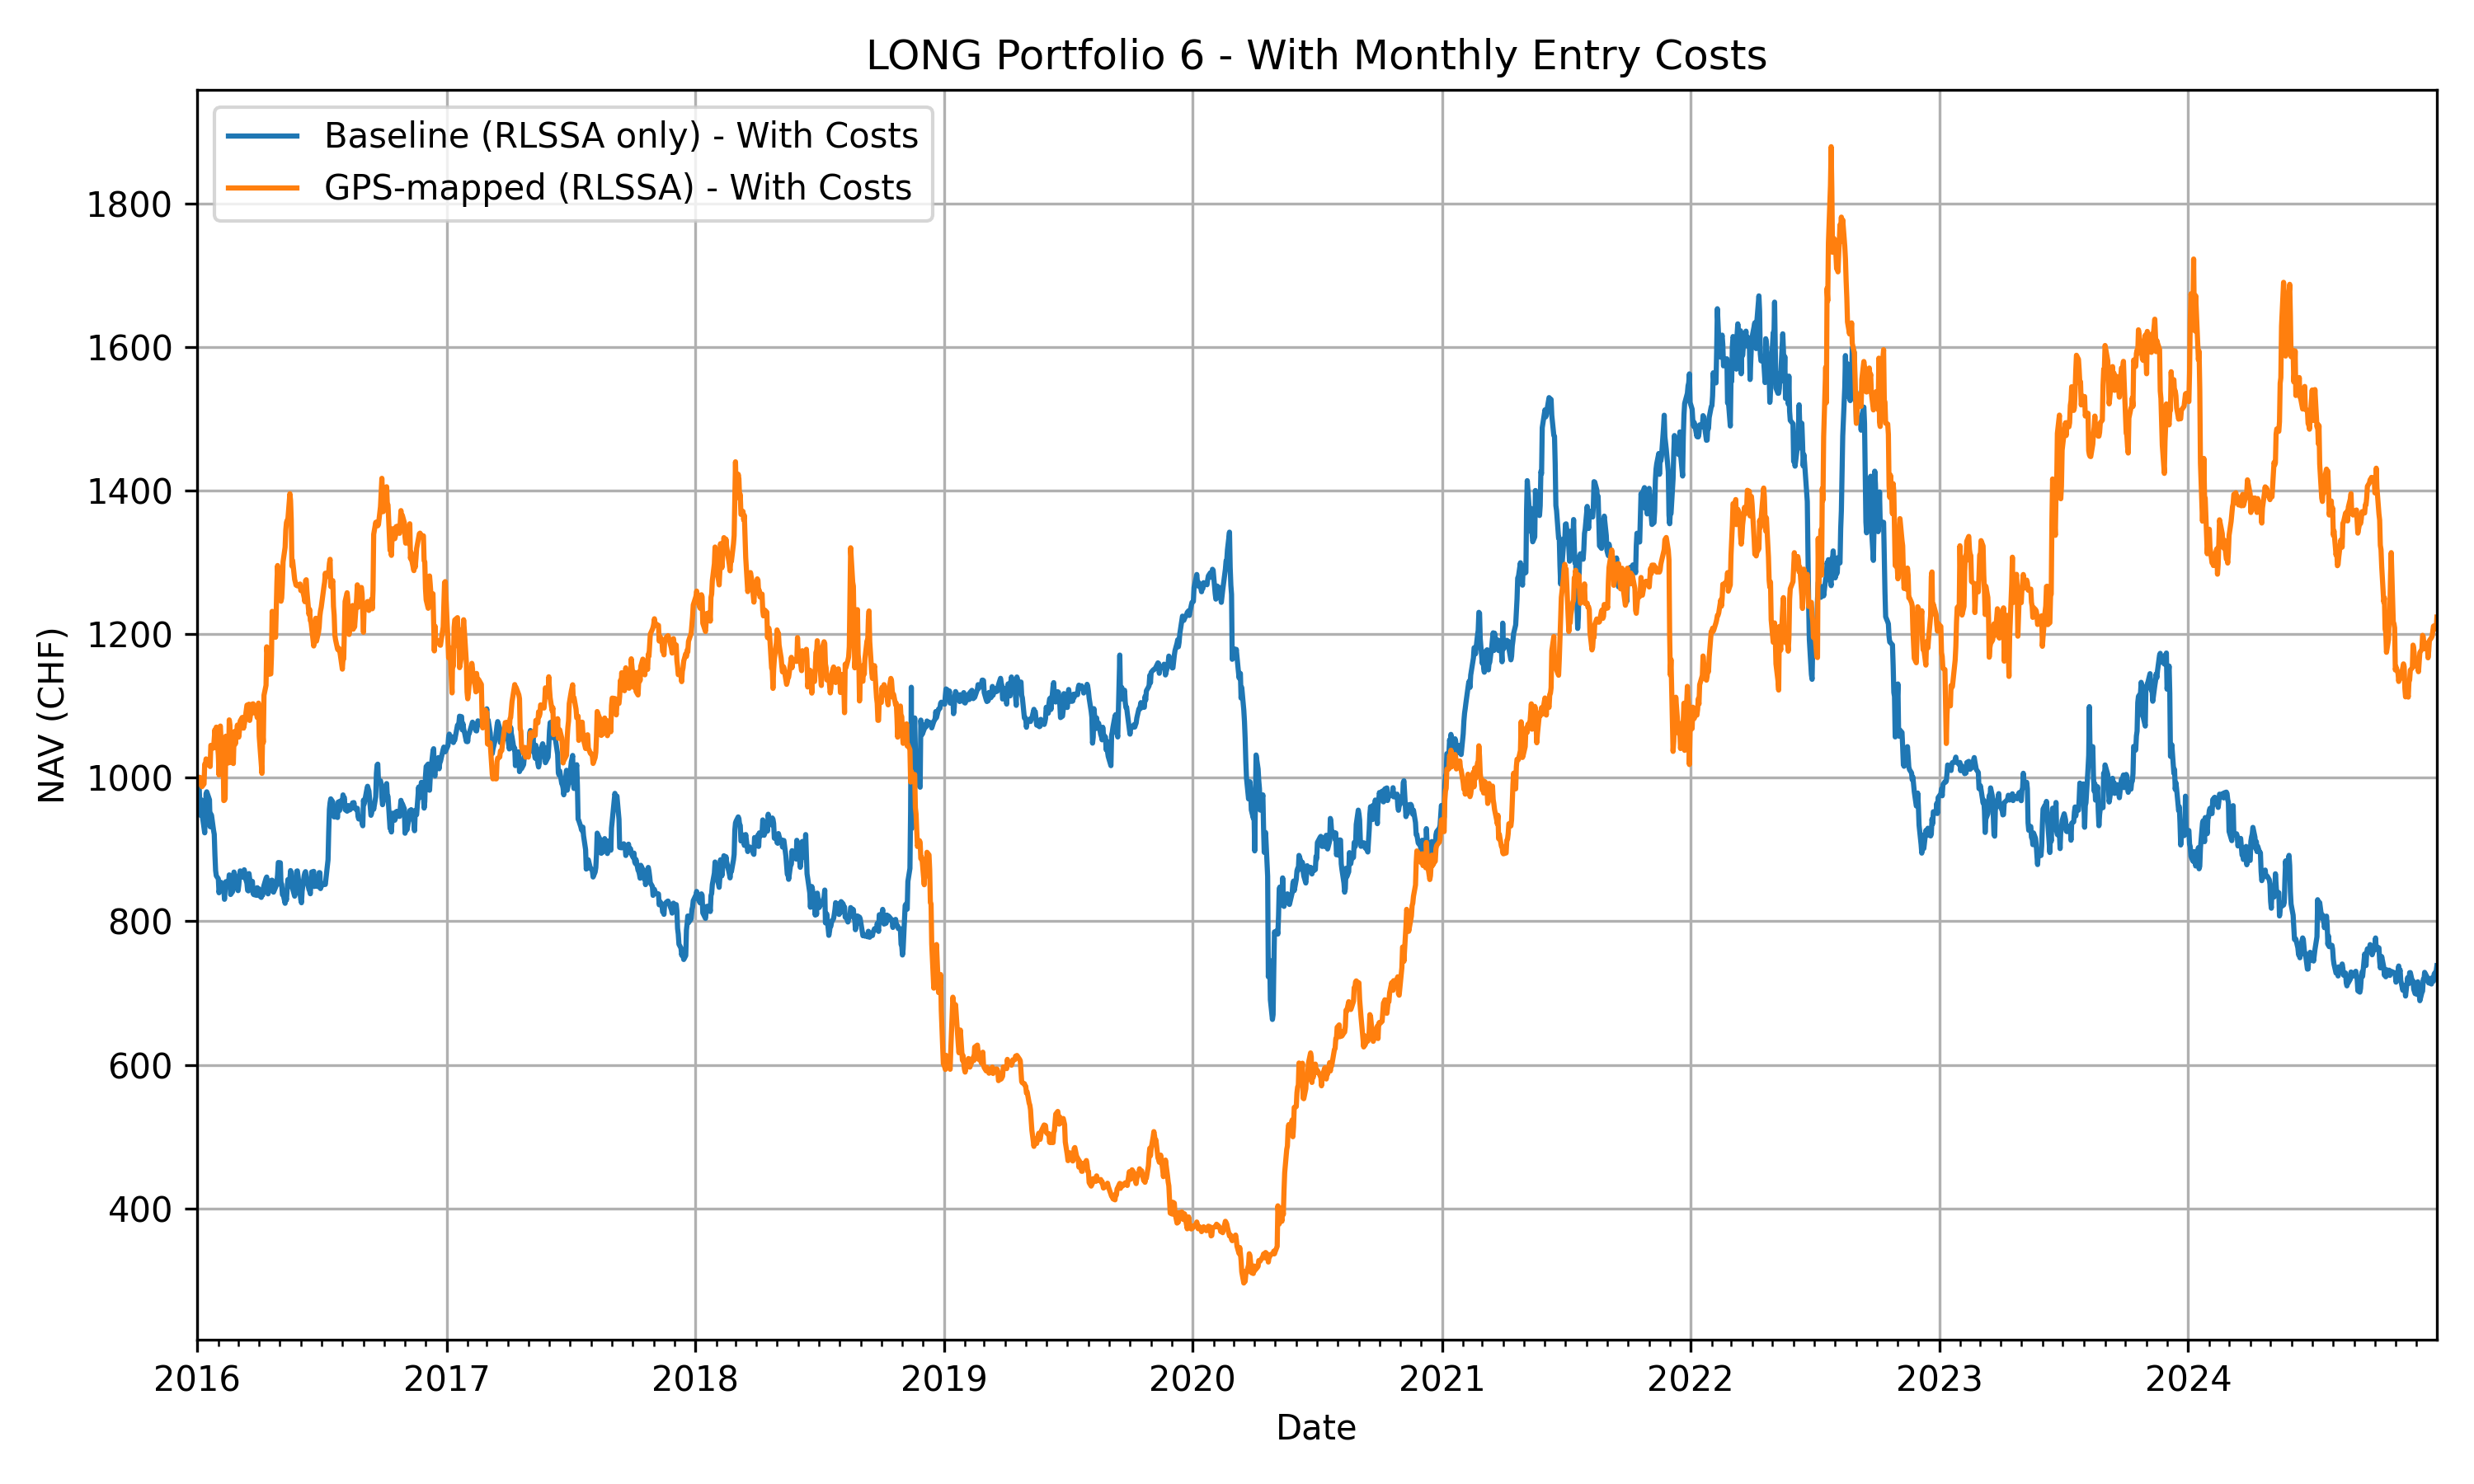 LONG Portfolio 6 - With Monthly Entry Costs
Baseline (RLSSA only) - With Costs
GPS-mapped (RLSSA) - With Costs
NAV (CHF)
1800
1600
1400
1200
1000
800
600
400
2016 2017 2018 2019 2020 2021 2022 2023 2024
Date